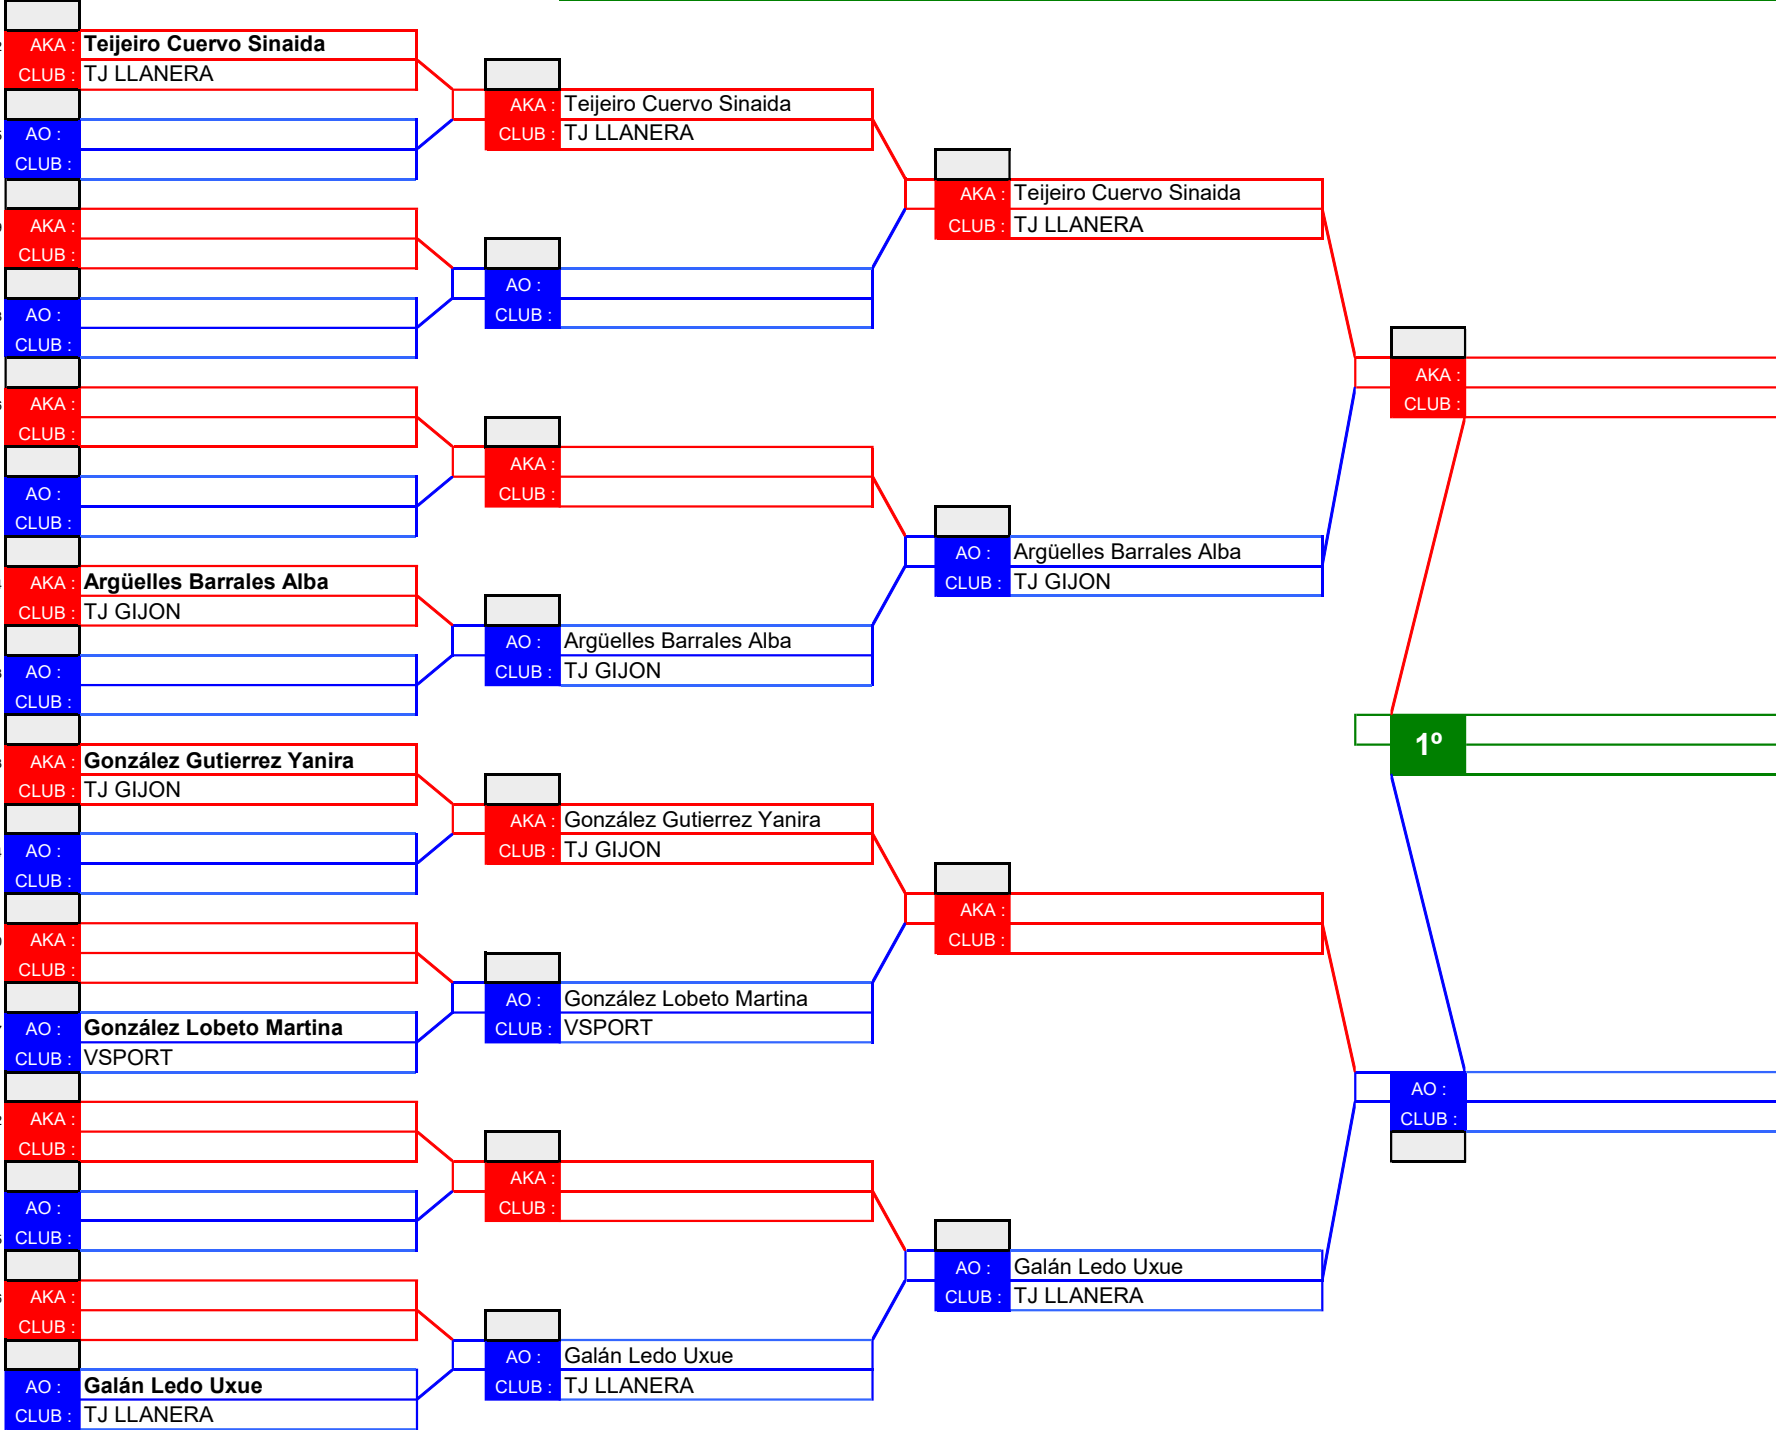 AKA : Teijeiro Cuervo Sinaida
CLUB : TJ LLANERA
AO :
CLUB :
AKA :
CLUB :
AO :
CLUB :
AKA :
CLUB :
AO :
CLUB :
AKA : Argüelles Barrales Alba
CLUB : TJ GIJON
AO :
CLUB :
AKA : González Gutierrez Yanira
CLUB : TJ GIJON
AO :
CLUB :
AKA :
CLUB :
AO : González Lobeto Martina
CLUB : VSPORT
AKA :
CLUB :
AO :
CLUB :
AKA :
CLUB :
AO : Galán Ledo Uxue
CLUB : TJ LLANERA
AKA : Teijeiro Cuervo Sinaida
CLUB : TJ LLANERA
AO :
CLUB :
AKA :
CLUB :
AO : Argüelles Barrales Alba
CLUB : TJ GIJON
AKA : González Gutierrez Yanira
CLUB : TJ GIJON
AO : González Lobeto Martina
CLUB : VSPORT
AKA :
CLUB :
AO : Galán Ledo Uxue
CLUB : TJ LLANERA
AKA : Teijeiro Cuervo Sinaida
CLUB : TJ LLANERA
AO : Argüelles Barrales Alba
CLUB : TJ GIJON
AKA :
CLUB :
AO : Galán Ledo Uxue
CLUB : TJ LLANERA
AKA :
CLUB :
1º
AO :
CLUB :